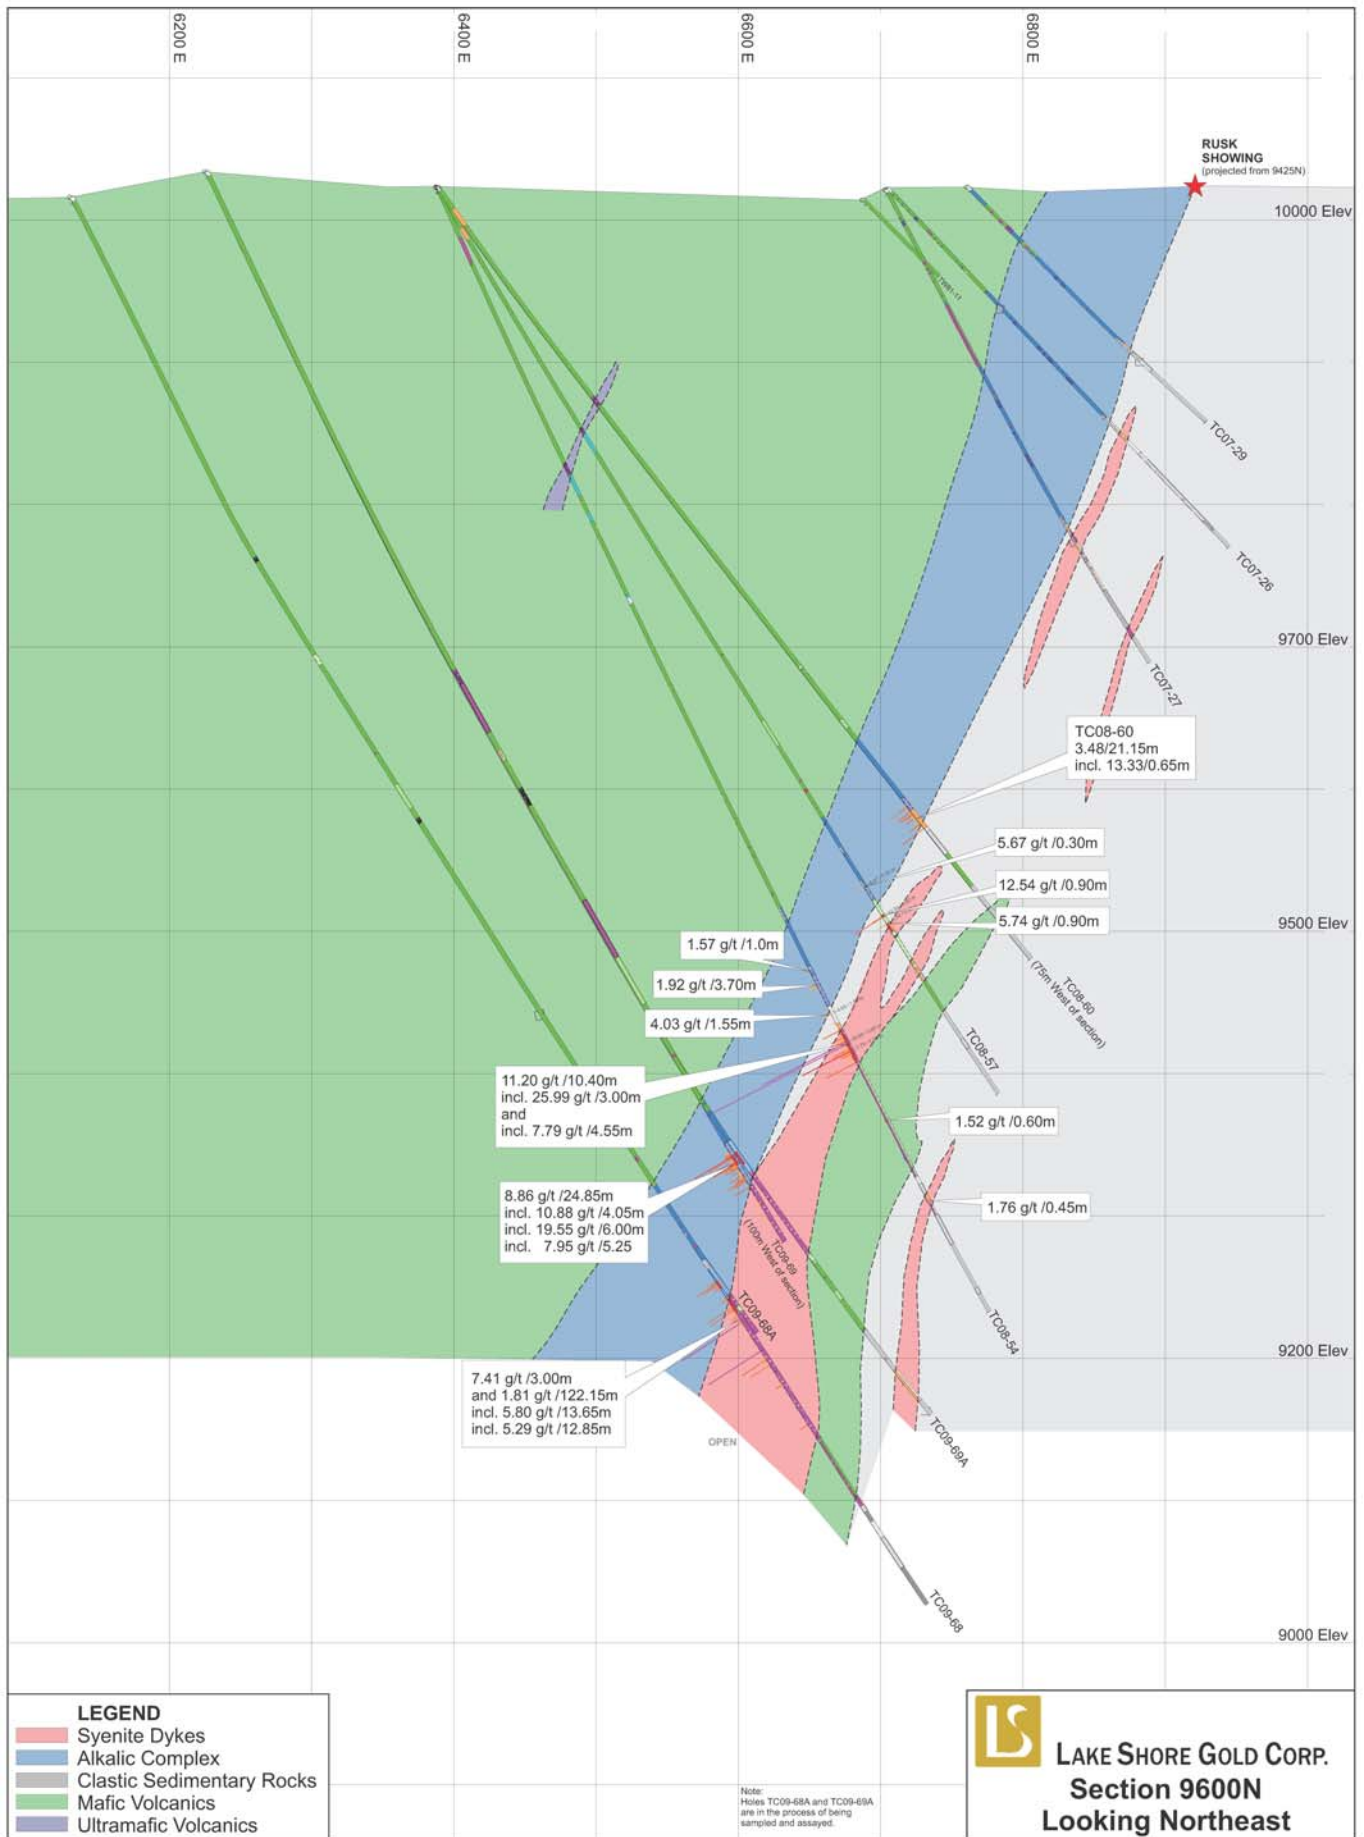 6200 E
6400 E
6600 E
6800 E
RUSK
SHOWING
(projected from 9425N)
10000 Elev
TW81-11
TC07-29
TC07-26
9700 Elev
TC07-27
TC08-60
3.48/21.15m
incl. 13.33/0.65m
5.67 g/t /0.30m
12.54 g/t /0.90m
5.74 g/t /0.90m
9500 Elev
1.57 g/t /1.0m
1.92 g/t /3.70m
4.03 g/t /1.55m
TC08-60
(75m West of section)
TC08-57
11.20 g/t /10.40m
incl. 25.99 g/t /3.00m
and
incl. 7.79 g/t /4.55m
1.52 g/t /0.60m
8.86 g/t /24.85m
incl. 10.88 g/t /4.05m
incl. 19.55 g/t /6.00m
incl. 7.95 g/t /5.25
1.76 g/t /0.45m
TC09-69
(100m West of section)
TC09-68A
TC08-54
9200 Elev
7.41 g/t /3.00m
and 1.81 g/t /122.15m
incl. 5.80 g/t /13.65m
incl. 5.29 g/t /12.85m
OPEN
TC09-69A
TC09-68
9000 Elev
LEGEND
Syenite Dykes
Alkalic Complex
Clastic Sedimentary Rocks
Mafic Volcanics
Ultramafic Volcanics
Note:
Holes TC09-68A and TC09-69A
are in the process of being
sampled and assayed.
LS
LAKE SHORE GOLD CORP.
Section 9600N
Looking Northeast